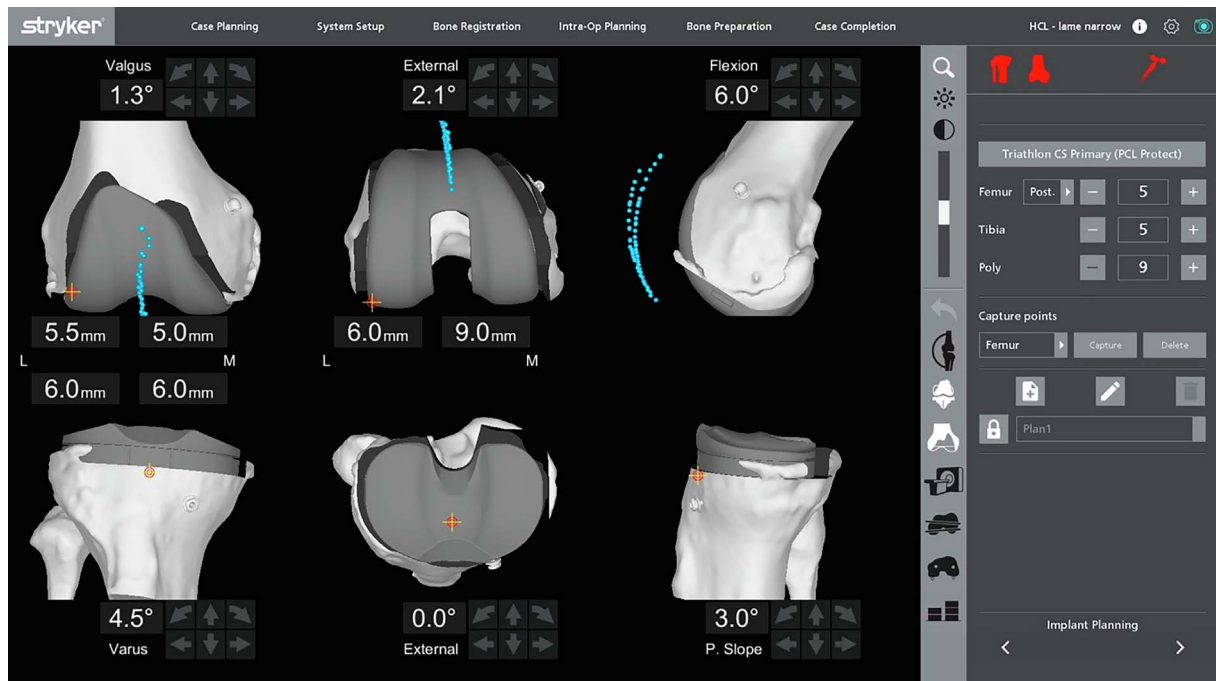 stryker
Case Planning System Setup Bone Registration Intra-Op Planning Bone Preparation Case Completion HCL - lame narrow
Valgus
1.3°
External
2.1°
Flexion
6.0°
5.5mm 5.0mm
L M
6.0mm 6.0mm
6.0mm 9.0mm
L M
4.5°
Varus
0.0°
External
3.0°
P. Slope
Triathlon CS Primary (PCL Protect)
Femur Post. − 5 +
Tibia − 5 +
Poly − 9 +
Capture points
Femur Capture Delete
Plan1
Implant Planning